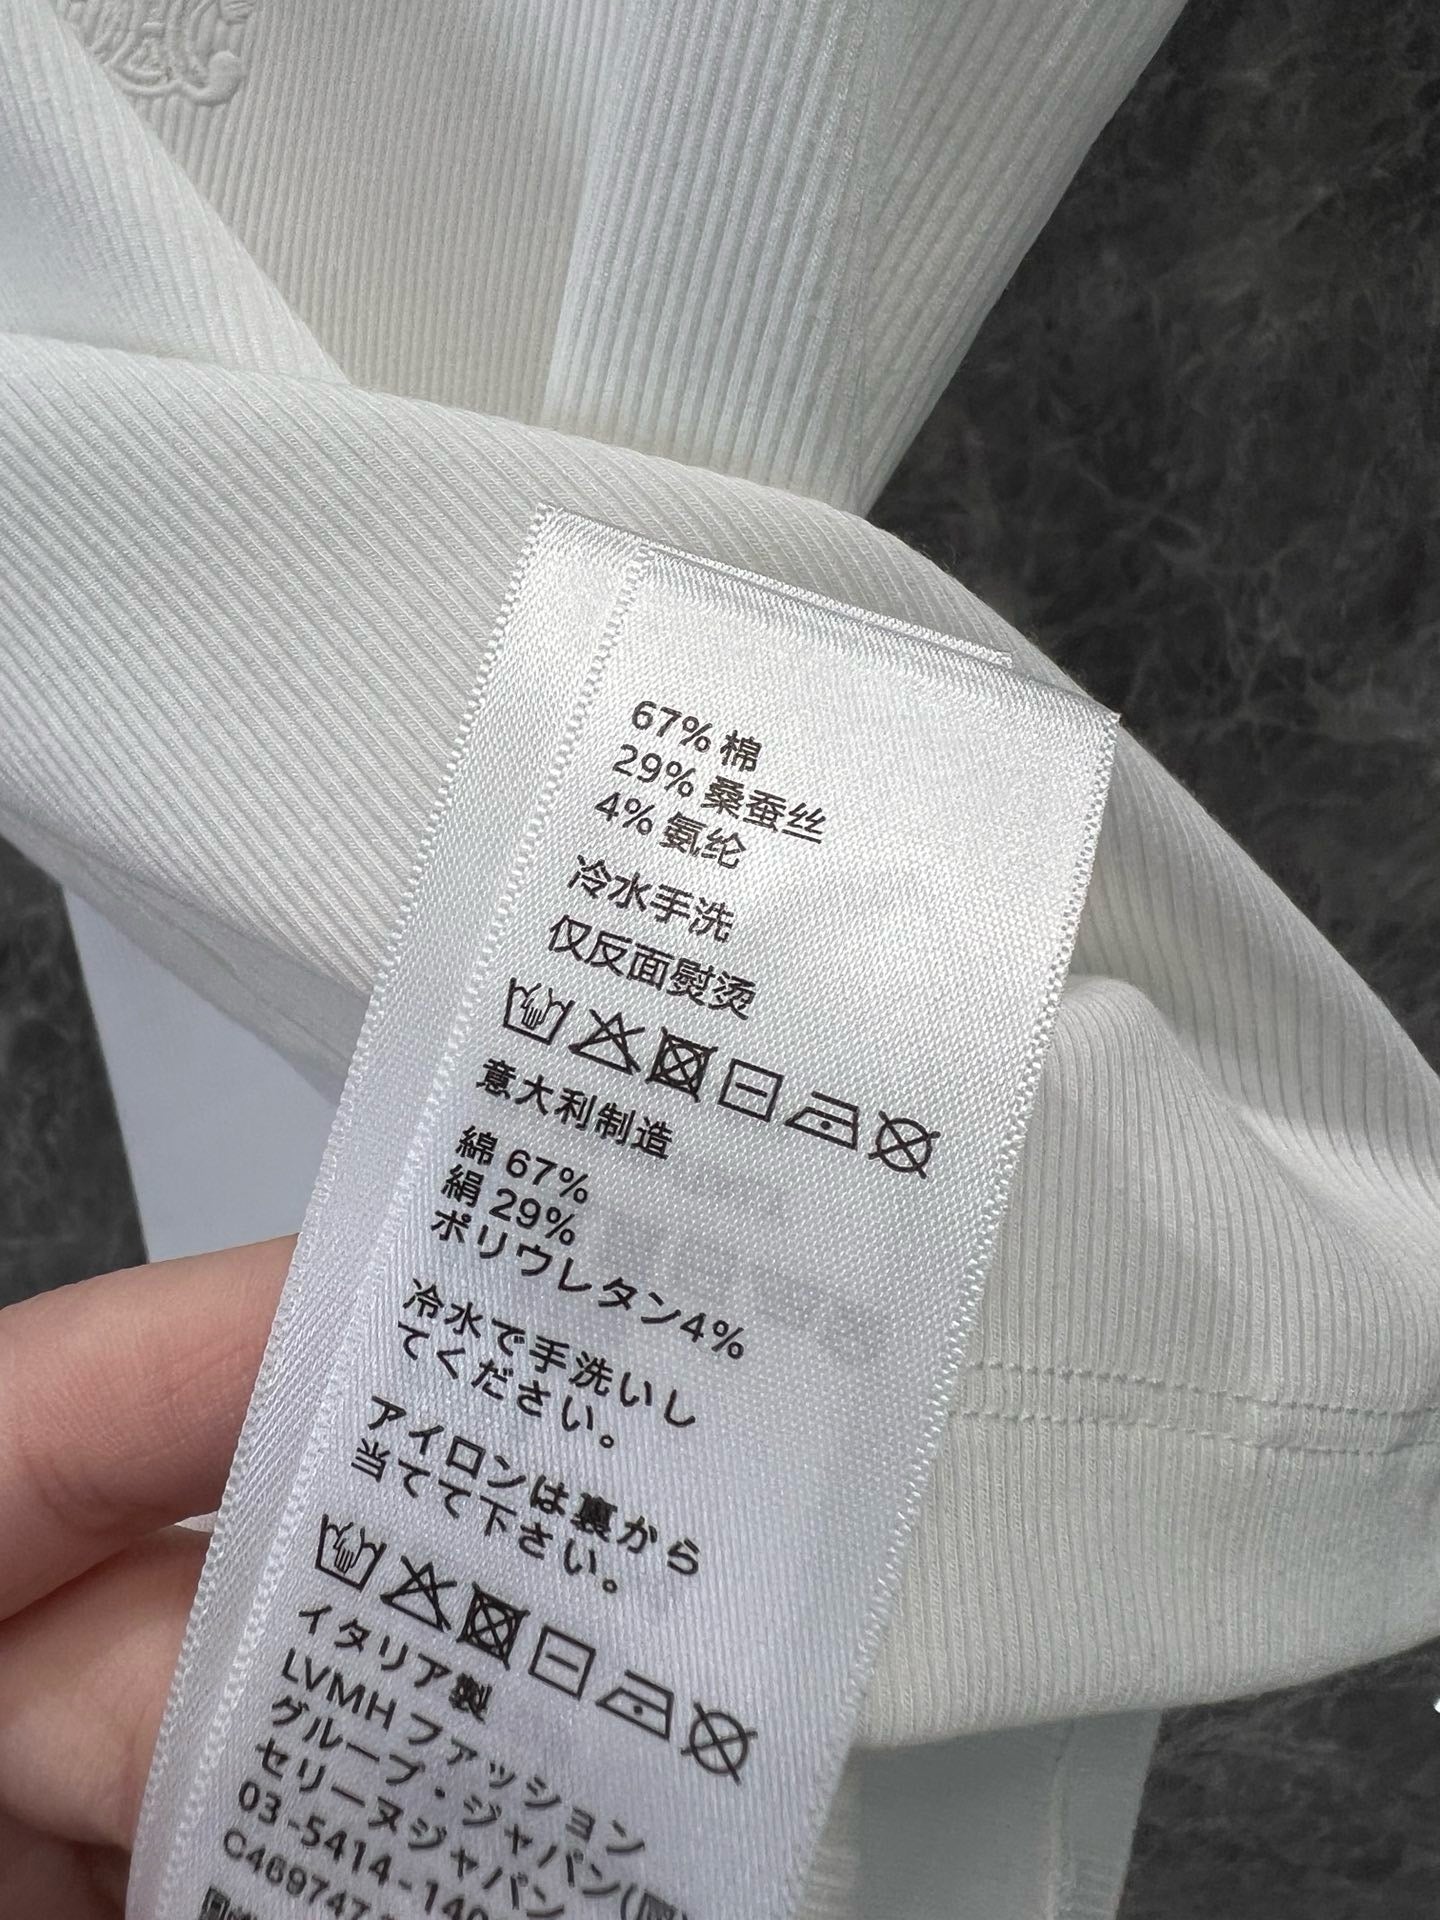 67% 棉
29% 桑蚕丝
4% 氨纶
冷水手洗
仅反面熨烫
意大利制造
綿 67%
絹 29%
ポリウレタン4%
冷水で手洗いし
てください。
アイロンは裏から
当てて下さい。
イタリア製
LVMH ファッション
グループ・ジャパン(
セリーヌジャパン
03-5414-140
C469747